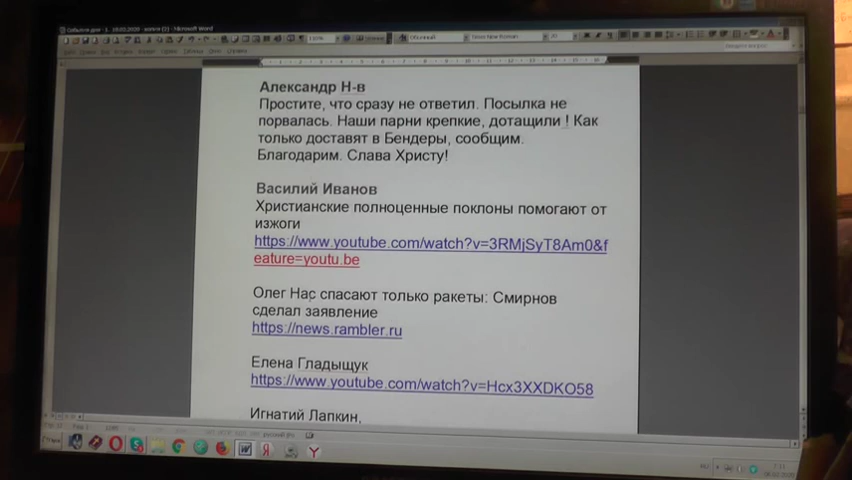 Александр Н-в
Простите, что сразу не ответил. Посылка не
порвалась. Наши парни крепкие, дотащили ! Как
только доставят в Бендеры, сообщим.
Благодарим. Слава Христу!
Василий Иванов
Христианские полноценные поклоны помогают от
изжоги
https://www.youtube.com/watch?v=3RMjSyT8Am0&f
eature=youtu.be
Олег Нас спасают только ракеты: Смирнов
сделал заявление
https://news.rambler.ru
Елена Гладыщук
https://www.youtube.com/watch?v=Hcx3XXDKO58
Игнатий Лапкин,